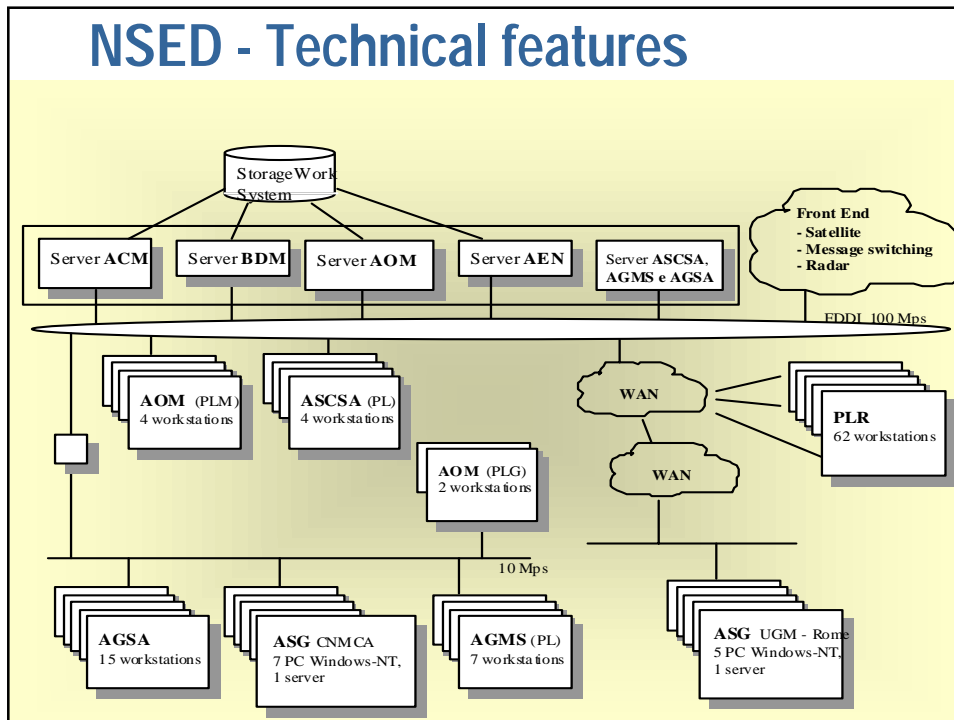 NSED - Technical features
StorageWork
System
Front End
- Satellite
- Message switching
- Radar
Server ACM
Server BDM
Server AOM
Server AEN
Server ASCSA,
AGMS e AGSA
FDDI 100 Mps
AOM (PLM)
4 workstations
ASCSA (PL)
4 workstations
WAN
PLR
62 workstations
AOM (PLG)
2 workstations
WAN
10 Mps
AGSA
15 workstations
ASG CNMCA
7 PC Windows-NT,
1 server
AGMS (PL)
7 workstations
ASG UGM - Rome
5 PC Windows-NT,
1 server